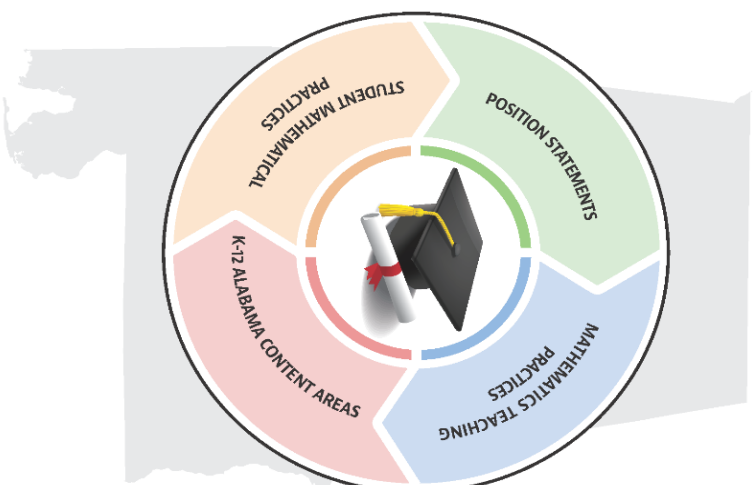 POSITION STATEMENTS
MATHEMATICS TEACHING
PRACTICES
K-12 ALABAMA CONTENT AREAS
STUDENT MATHEMATICAL
PRACTICES